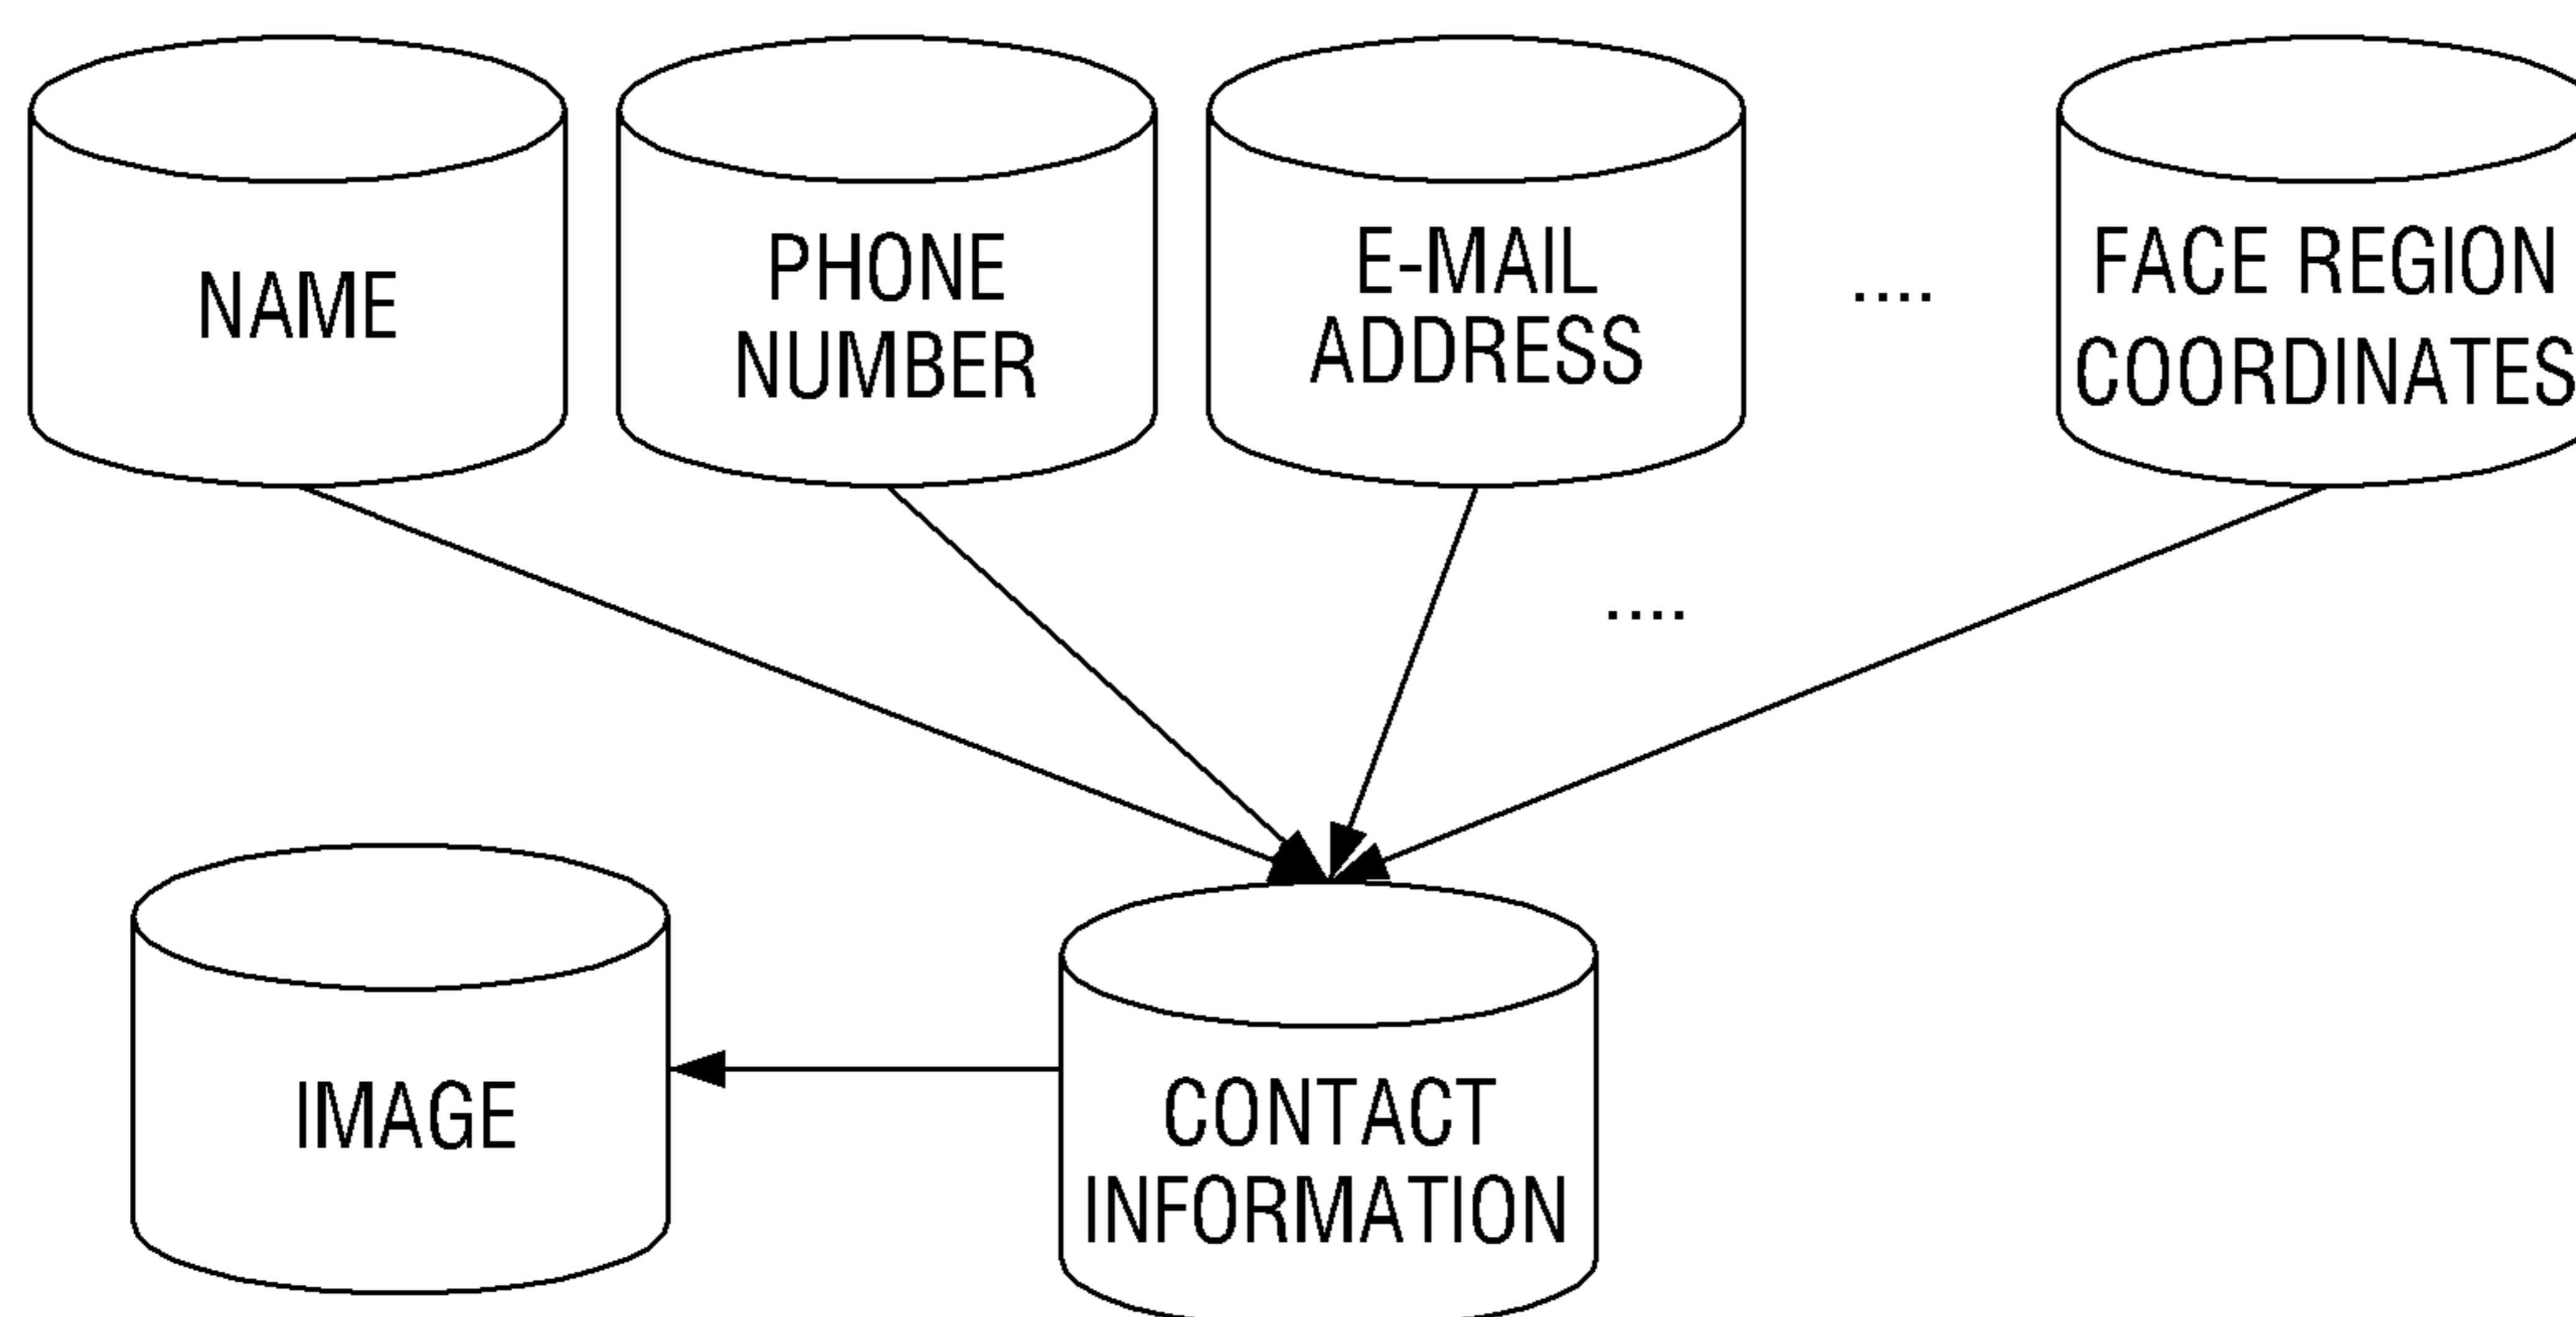 NAME
PHONE
NUMBER
E-MAIL
ADDRESS
....
FACE REGION
COORDINATES
....
IMAGE
CONTACT
INFORMATION